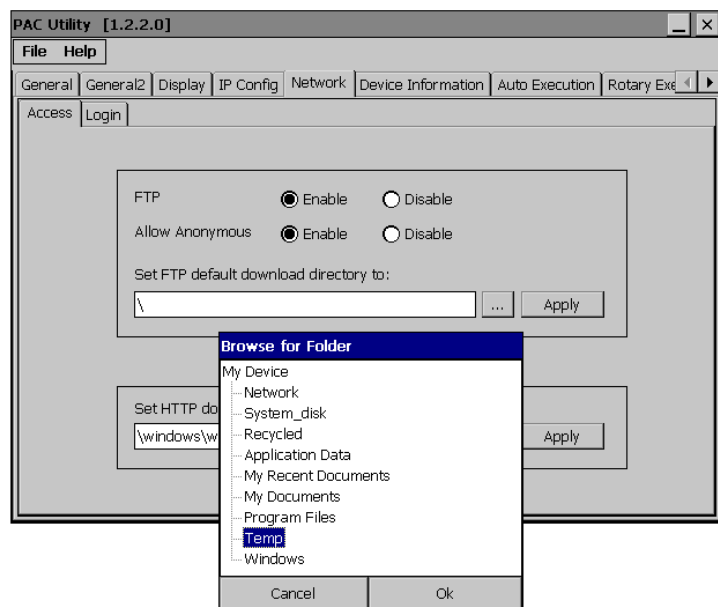 PAC Utility [1.2.2.0]
File Help
General General2 Display IP Config Network Device Information Auto Execution Rotary Exe
Access Login
FTP Enable Disable
Allow Anonymous Enable Disable
Set FTP default download directory to:
\ ... Apply
Browse for Folder
My Device
Network
System_disk
Recycled
Application Data
My Recent Documents
My Documents
Program Files
Temp
Windows
Cancel Ok
Set HTTP do
\windows\w Apply